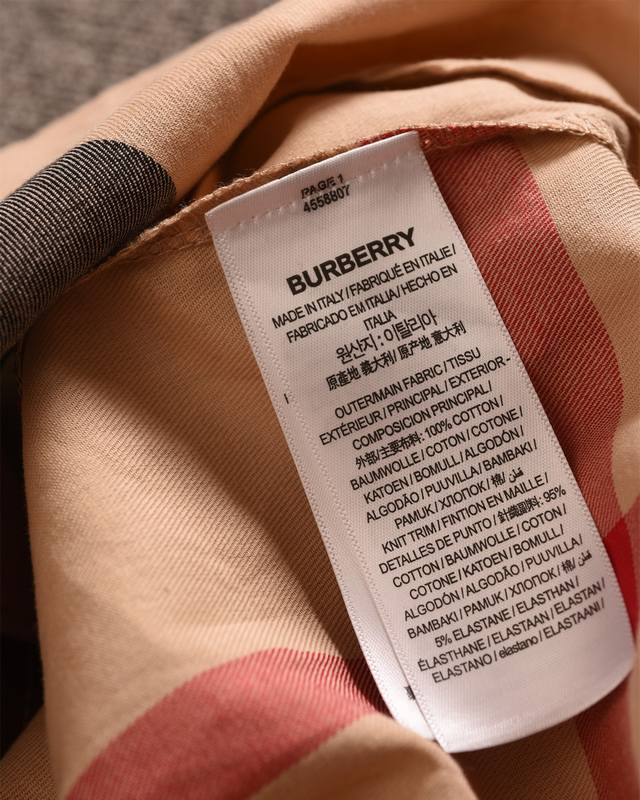 PAGE 1
4558807
BURBERRY
MADE IN ITALY / FABRIQUÉ EN ITALIE /
FABRICADO EM ITALIA / HECHO EN
ITALIA
원산지 : 이탈리아
原產地 義大利/ 原产地 意大利
OUTER/MAIN FABRIC / TISSU
EXTÉRIEUR / PRINCIPAL / EXTERIOR-
COMPOSICION PRINCIPAL /
外部/主要布料: 100% COTTON /
BAUMWOLLE / COTON / COTONE /
KATOEN / BOMULL / ALGODÓN /
ALGODÃO / PUUVILLA / BAMBAKI /
PAMUK / ХЛОПОК / 棉/ قطن
KNIT TRIM / FINTION EN MAILLE /
DETALLES DE PUNTO / 針織副料: 95%
COTTON / BAUMWOLLE / COTON /
COTONE / KATOEN / BOMULL /
ALGODÓN / ALGODÃO / PUUVILLA /
BAMBAKI / PAMUK / ХЛОПОК / 棉/ قطن
5% ELASTANE / ELASTHAN /
ÉLASTHANE / ELASTAAN / ELASTAN /
ELASTANO / elastano / ELASTAANI /